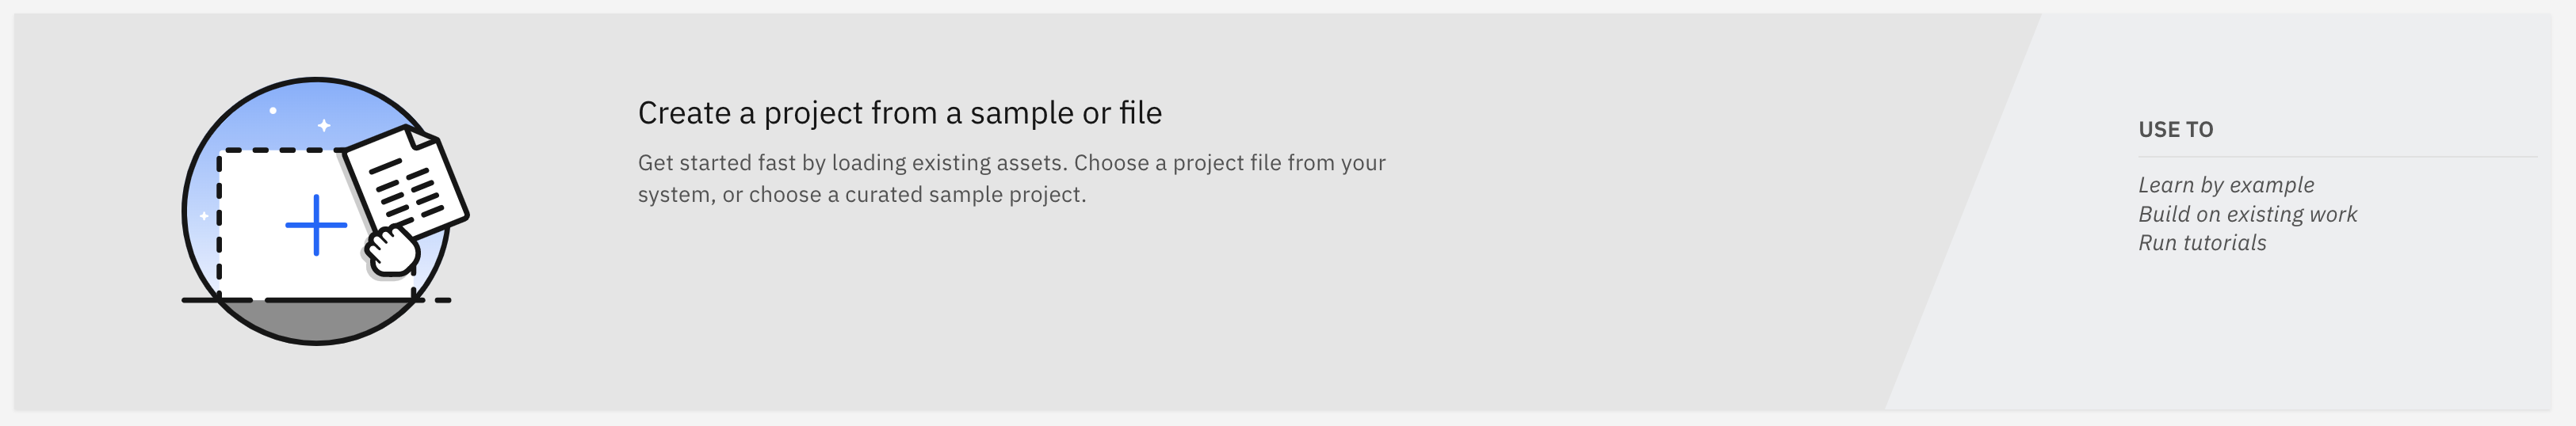 Create a project from a sample or file
Get started fast by loading existing assets. Choose a project file from your
system, or choose a curated sample project.
USE TO
Learn by example
Build on existing work
Run tutorials